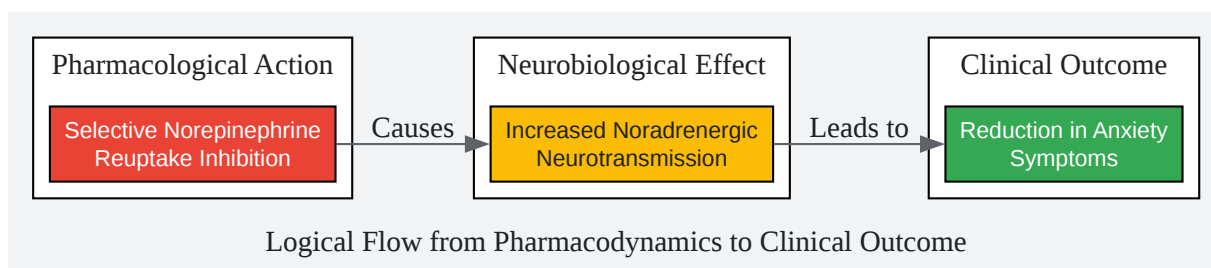 Pharmacological Action
Selective Norepinephrine
Reuptake Inhibition
Causes
Neurobiological Effect
Increased Noradrenergic
Neurotransmission
Leads to
Clinical Outcome
Reduction in Anxiety
Symptoms
Logical Flow from Pharmacodynamics to Clinical Outcome